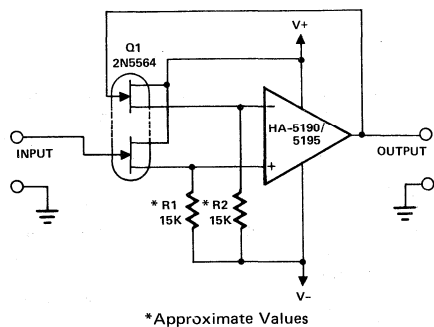 Q1
2N5564
V+
−
HA-5190/
5195
+
INPUT
OUTPUT
* R1
15K
* R2
15K
V−
*Approximate Values